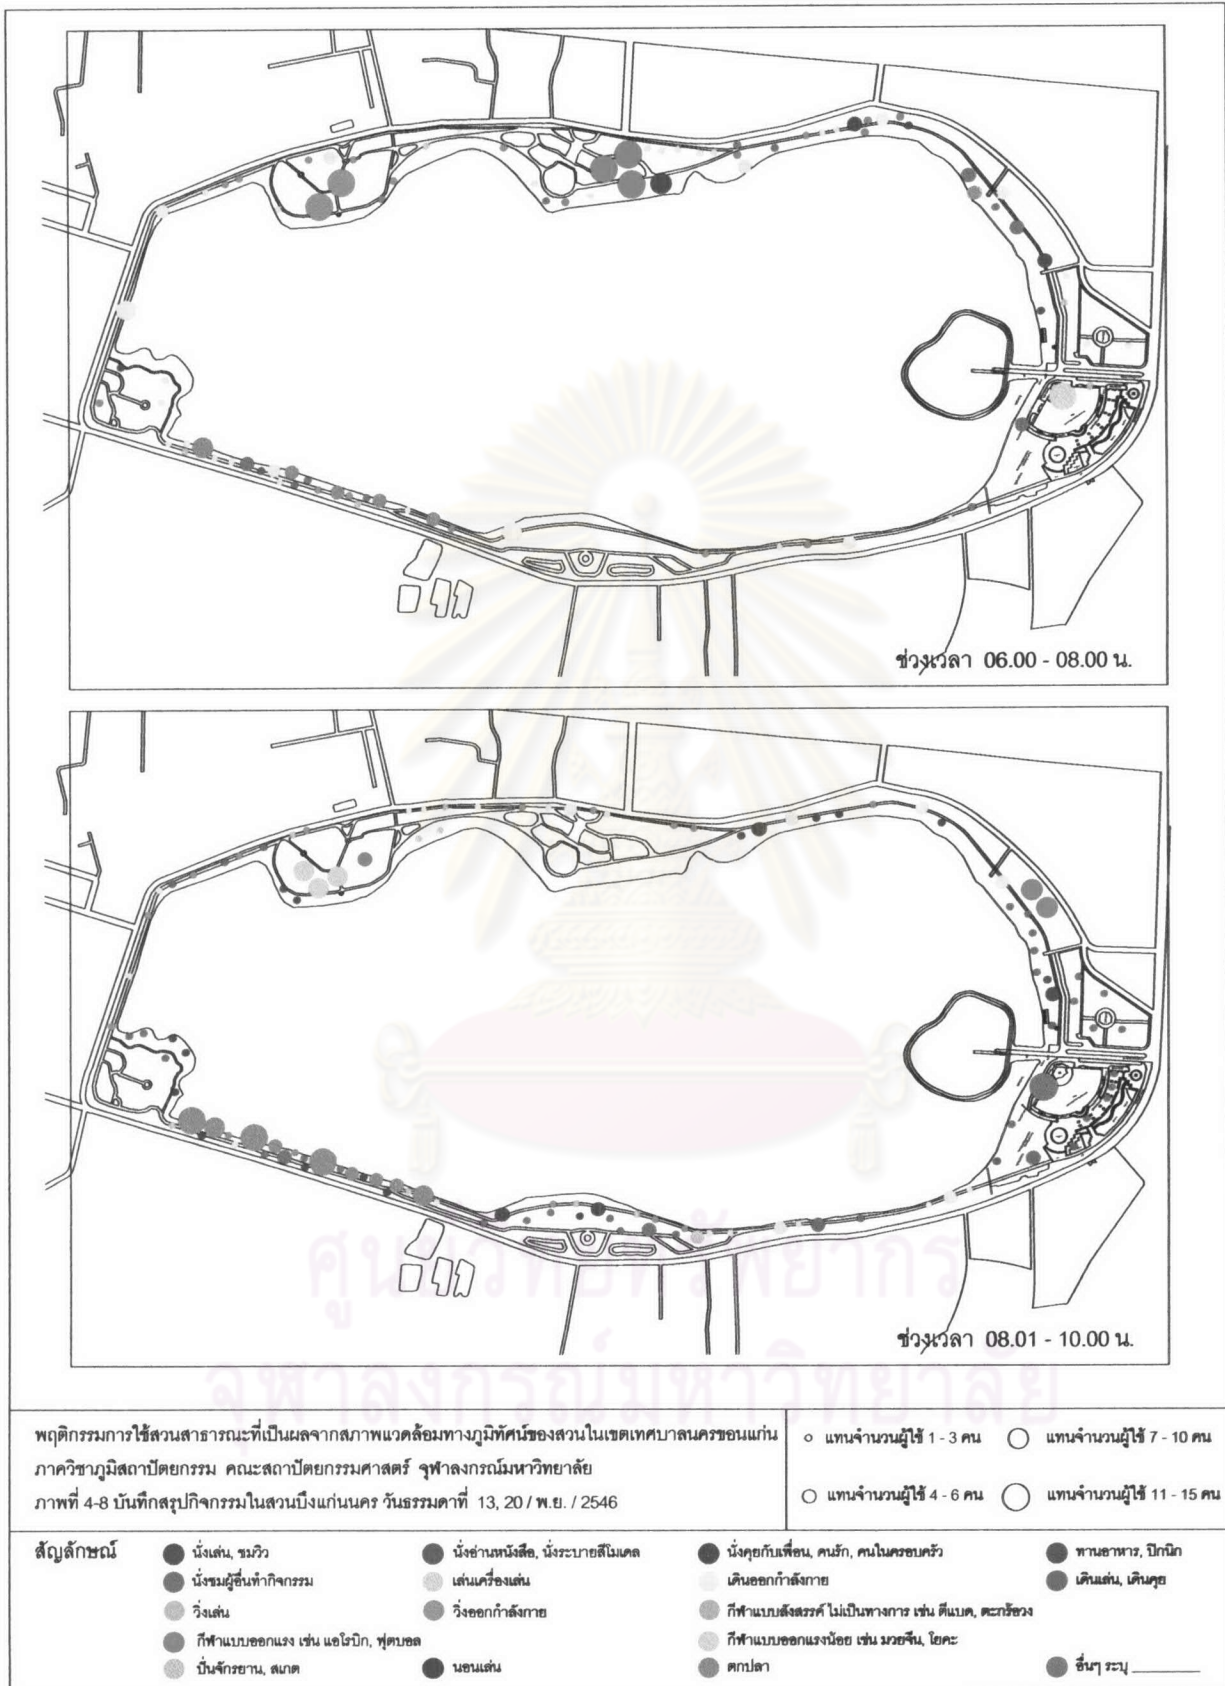 ช่วงเวลา 06.00 - 08.00 น.
ช่วงเวลา 08.01 - 10.00 น.
ศูนย์วิทยทรัพยากร
จุฬาลงกรณ์มหาวิทยาลัย
พฤติกรรมการใช้สวนสาธารณะที่เป็นผลจากสภาพแวดล้อมทางภูมิทัศน์ของสวนในเขตเทศบาลนครขอนแก่น
ภาควิชาภูมิสถาปัตยกรรม คณะสถาปัตยกรรมศาสตร์ จุฬาลงกรณ์มหาวิทยาลัย
ภาพที่ 4-8 บันทึกสรุปกิจกรรมในสวนบึงแก่นนคร วันธรรมดาที่ 13, 20 / พ.ย. / 2546
แทนจำนวนผู้ใช้ 1 - 3 คน แทนจำนวนผู้ใช้ 7 - 10 คน
แทนจำนวนผู้ใช้ 4 - 6 คน แทนจำนวนผู้ใช้ 11 - 15 คน
สัญลักษณ์ นั่งเล่น, ชมวิว นั่งอ่านหนังสือ, นั่งระบายสีโมเดล นั่งคุยกับเพื่อน, คนรัก, คนในครอบครัว ทานอาหาร, ปิกนิก
นั่งชมผู้อื่นทำกิจกรรม เล่นเครื่องเล่น เดินออกกำลังกาย เดินเล่น, เดินคุย
วิ่งเล่น วิ่งออกกำลังกาย กีฬาแบบสังสรรค์ ไม่เป็นทางการ เช่น ตีแบด, ตะกร้อวง
กีฬาแบบออกแรง เช่น แอโรบิก, ฟุตบอล กีฬาแบบออกแรงน้อย เช่น มวยจีน, โยคะ
ปั่นจักรยาน, สเกต นอนเล่น ตกปลา อื่นๆ ระบุ